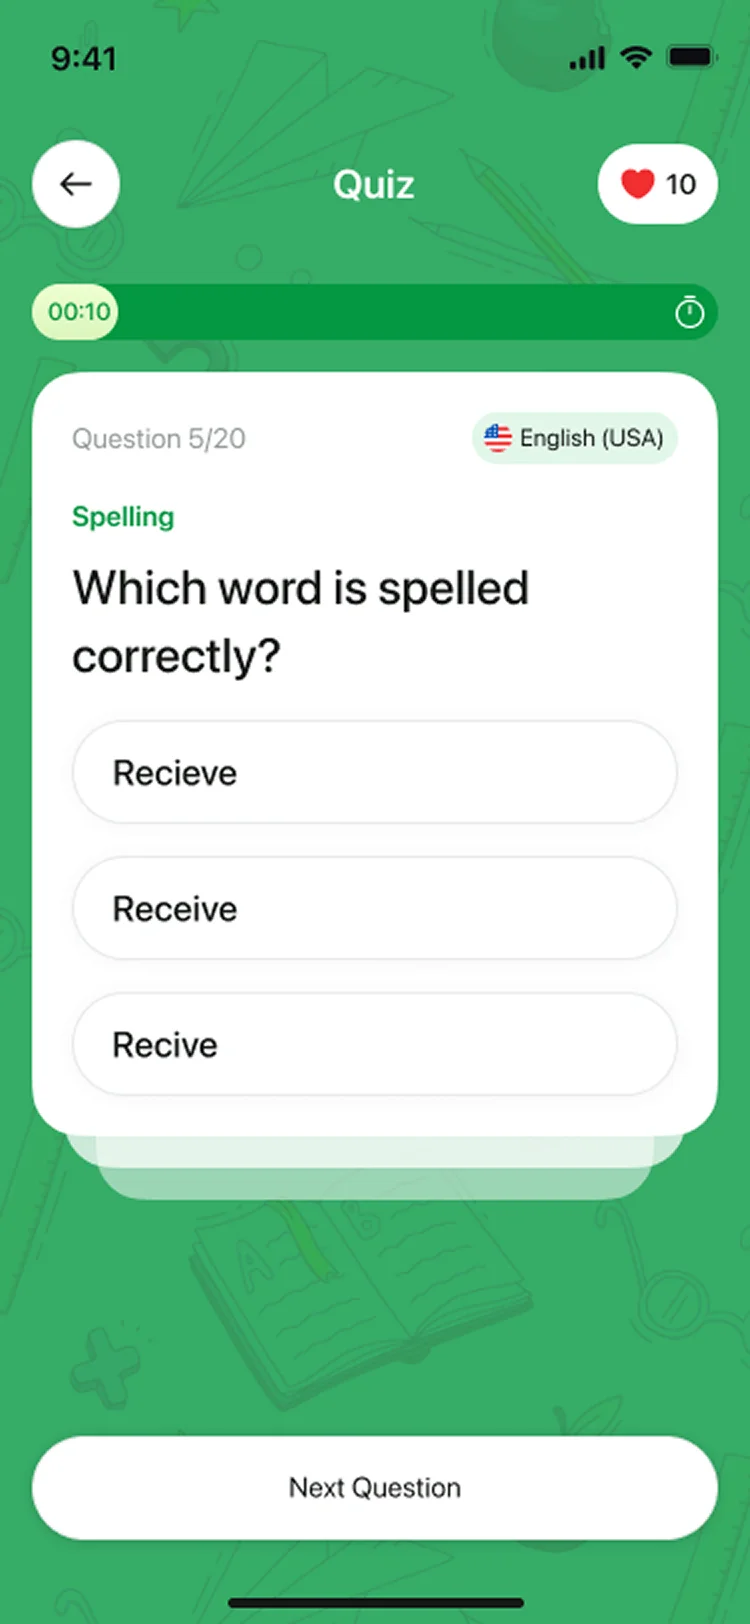 9:41
Quiz
10
00:10
Question 5/20
English (USA)
Spelling
Which word is spelled
correctly?
Recieve
Receive
Recive
A B
Next Question